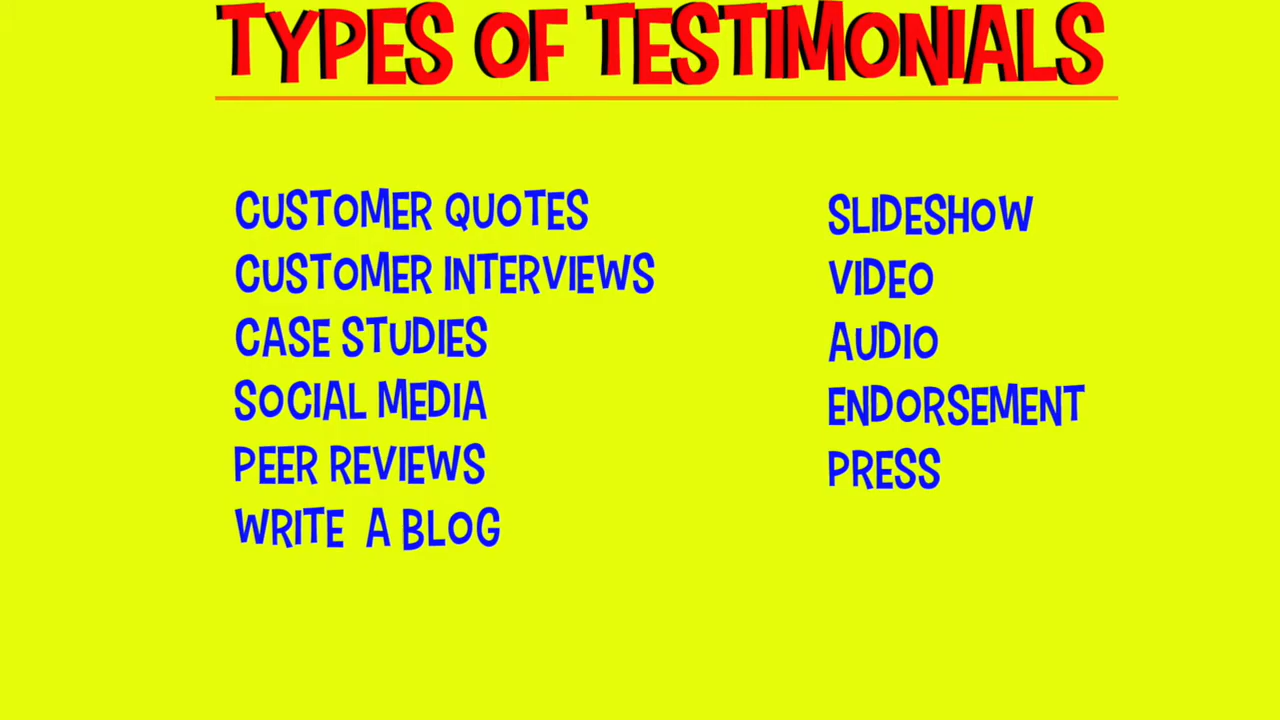 TYPES OF TESTIMONIALS
CUSTOMER QUOTES
CUSTOMER INTERVIEWS
CASE STUDIES
SOCIAL MEDIA
PEER REVIEWS
WRITE A BLOG
SLIDESHOW
VIDEO
AUDIO
ENDORSEMENT
PRESS